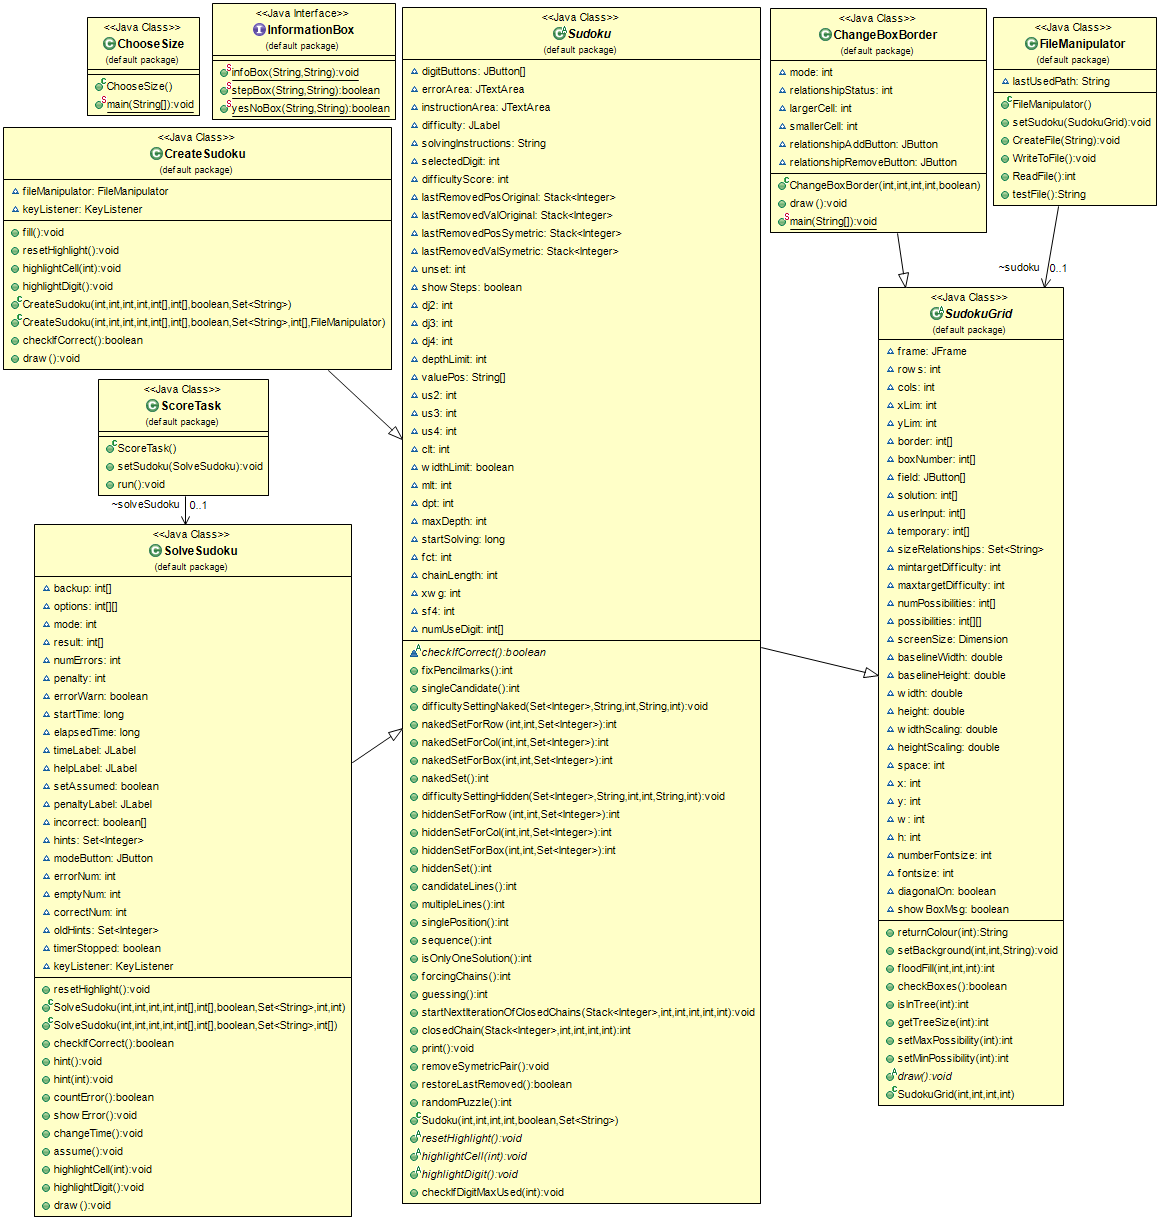 <<Java Class>>
ChooseSize
(default package)
ChooseSize()
main(String[]):void
<<Java Interface>>
InformationBox
(default package)
infoBox(String,String):void
stepBox(String,String):boolean
yesNoBox(String,String):boolean
<<Java Class>>
CreateSudoku
(default package)
fileManipulator: FileManipulator
keyListener: KeyListener
fill():void
resetHighlight():void
highlightCell(int):void
highlightDigit():void
CreateSudoku(int,int,int,int,int[],int[],boolean,Set<String>)
CreateSudoku(int,int,int,int,int[],int[],boolean,Set<String>,int[],FileManipulator)
checkIfCorrect():boolean
draw():void
<<Java Class>>
ScoreTask
(default package)
ScoreTask()
setSudoku(SolveSudoku):void
run():void
~solveSudoku
0..1
<<Java Class>>
SolveSudoku
(default package)
backup: int[]
options: int[][]
mode: int
result: int[]
numErrors: int
penalty: int
errorWarn: boolean
startTime: long
elapsedTime: long
timeLabel: JLabel
helpLabel: JLabel
setAssumed: boolean
penaltyLabel: JLabel
incorrect: boolean[]
hints: Set<Integer>
modeButton: JButton
errorNum: int
emptyNum: int
correctNum: int
oldHints: Set<Integer>
timerStopped: boolean
keyListener: KeyListener
resetHighlight():void
SolveSudoku(int,int,int,int,int[],int[],boolean,Set<String>,int,int)
SolveSudoku(int,int,int,int,int[],int[],boolean,Set<String>,int[])
checkIfCorrect():boolean
hint():void
hint(int):void
countError():boolean
showError():void
changeTime():void
assume():void
highlightCell(int):void
highlightDigit():void
draw():void
<<Java Class>>
Sudoku
(default package)
digitButtons: JButton[]
errorArea: JTextArea
instructionArea: JTextArea
difficulty: JLabel
solvingInstructions: String
selectedDigit: int
difficultyScore: int
lastRemovedPosOriginal: Stack<Integer>
lastRemovedValOriginal: Stack<Integer>
lastRemovedPosSymetric: Stack<Integer>
lastRemovedValSymetric: Stack<Integer>
unset: int
showSteps: boolean
dj2: int
dj3: int
dj4: int
depthLimit: int
valuePos: String[]
us2: int
us3: int
us4: int
clt: int
widthLimit: boolean
mlt: int
dpt: int
maxDepth: int
startSolving: long
fct: int
chainLength: int
xwg: int
sf4: int
numUseDigit: int[]
checkIfCorrect():boolean
fixPencilmarks():int
singleCandidate():int
difficultySettingNaked(Set<Integer>,String,int,String,int):void
nakedSetForRow(int,int,Set<Integer>):int
nakedSetForCol(int,int,Set<Integer>):int
nakedSetForBox(int,int,Set<Integer>):int
nakedSet():int
difficultySettingHidden(Set<Integer>,String,int,int,String,int):void
hiddenSetForRow(int,int,Set<Integer>):int
hiddenSetForCol(int,int,Set<Integer>):int
hiddenSetForBox(int,int,Set<Integer>):int
hiddenSet():int
candidateLines():int
multipleLines():int
singlePosition():int
sequence():int
isOnlyOneSolution():int
forcingChains():int
guessing():int
startNextIterationOfClosedChains(Stack<Integer>,int,int,int,int,int):void
closedChain(Stack<Integer>,int,int,int,int):int
print():void
removeSymetricPair():void
restoreLastRemoved():boolean
randomPuzzle():int
Sudoku(int,int,int,int,boolean,Set<String>)
resetHighlight():void
highlightCell(int):void
highlightDigit():void
checkIfDigitMaxUsed(int):void
<<Java Class>>
ChangeBoxBorder
(default package)
mode: int
relationshipStatus: int
largerCell: int
smallerCell: int
relationshipAddButton: JButton
relationshipRemoveButton: JButton
ChangeBoxBorder(int,int,int,int,boolean)
draw():void
main(String[]):void
<<Java Class>>
FileManipulator
(default package)
lastUsedPath: String
FileManipulator()
setSudoku(SudokuGrid):void
CreateFile(String):void
WriteToFile():void
ReadFile():int
testFile():String
~sudoku
0..1
<<Java Class>>
SudokuGrid
(default package)
frame: JFrame
rows: int
cols: int
xLim: int
yLim: int
border: int[]
boxNumber: int[]
field: JButton[]
solution: int[]
userInput: int[]
temporary: int[]
sizeRelationships: Set<String>
mintargetDifficulty: int
maxtargetDifficulty: int
numPossibilities: int[]
possibilities: int[][]
screenSize: Dimension
baselineWidth: double
baselineHeight: double
width: double
height: double
widthScaling: double
heightScaling: double
space: int
x: int
y: int
w: int
h: int
numberFontsize: int
fontsize: int
diagonalOn: boolean
showBoxMsg: boolean
returnColour(int):String
setBackground(int,int,String):void
floodFill(int,int,int):int
checkBoxes():boolean
isInTree(int):int
getTreeSize(int):int
setMaxPossibility(int):int
setMinPossibility(int):int
draw():void
SudokuGrid(int,int,int,int)